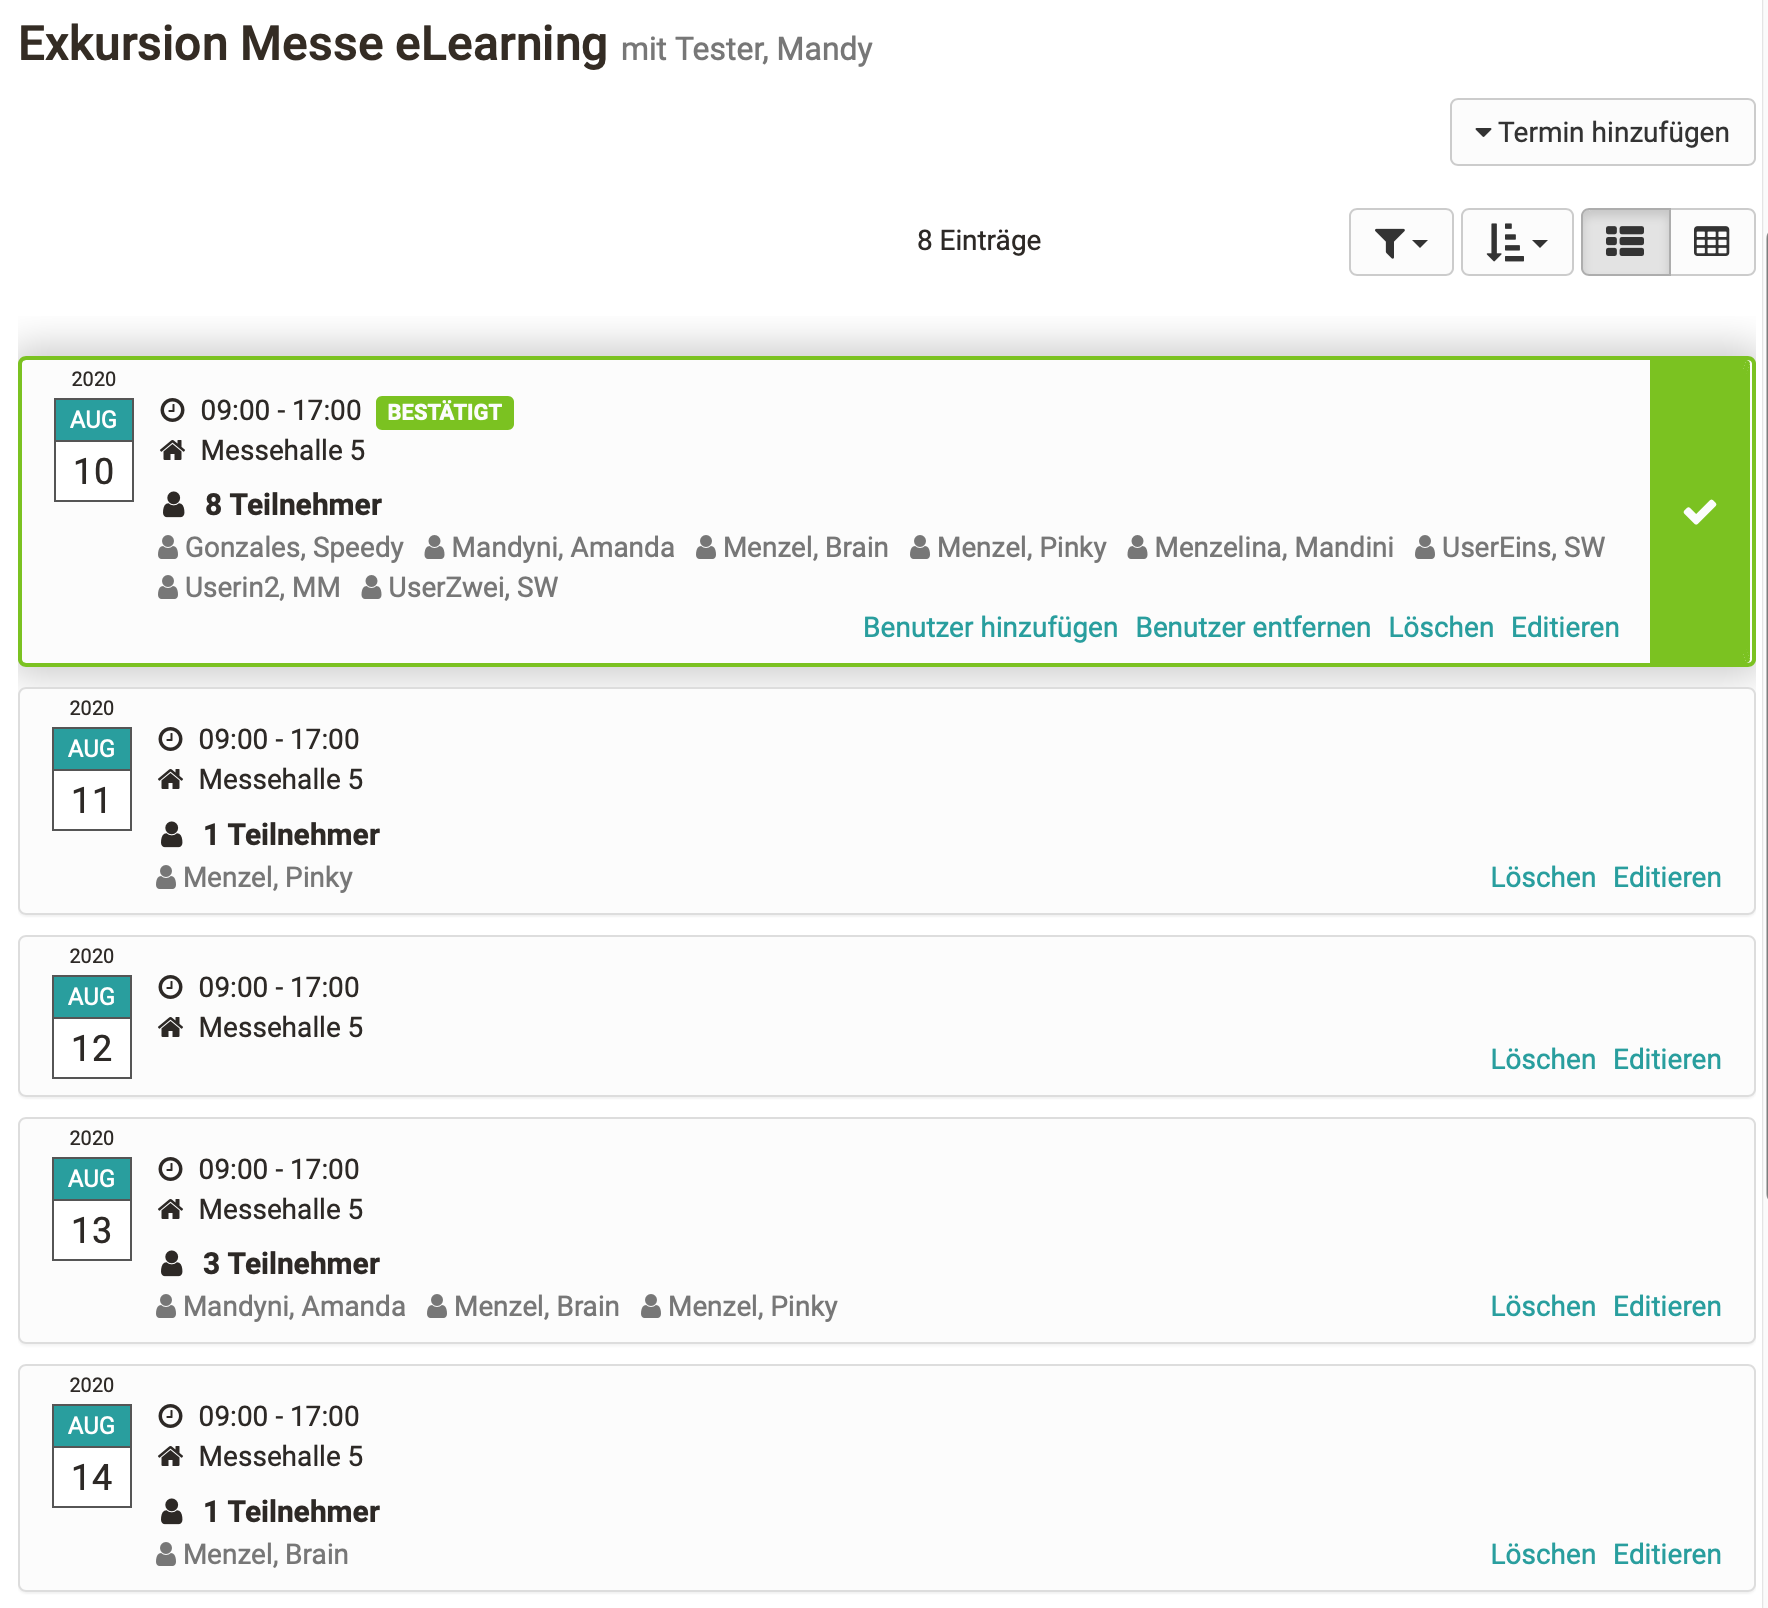 Exkursion Messe eLearning mit Tester, Mandy
Termin hinzufügen
8 Einträge
2020
AUG
10
09:00 - 17:00 BESTÄTIGT
Messehalle 5
8 Teilnehmer
Gonzales, Speedy Mandyni, Amanda Menzel, Brain Menzel, Pinky Menzelina, Mandini UserEins, SW
Userin2, MM UserZwei, SW
Benutzer hinzufügen Benutzer entfernen Löschen Editieren
2020
AUG
11
09:00 - 17:00
Messehalle 5
1 Teilnehmer
Menzel, Pinky
Löschen Editieren
2020
AUG
12
09:00 - 17:00
Messehalle 5
Löschen Editieren
2020
AUG
13
09:00 - 17:00
Messehalle 5
3 Teilnehmer
Mandyni, Amanda Menzel, Brain Menzel, Pinky
Löschen Editieren
2020
AUG
14
09:00 - 17:00
Messehalle 5
1 Teilnehmer
Menzel, Brain
Löschen Editieren